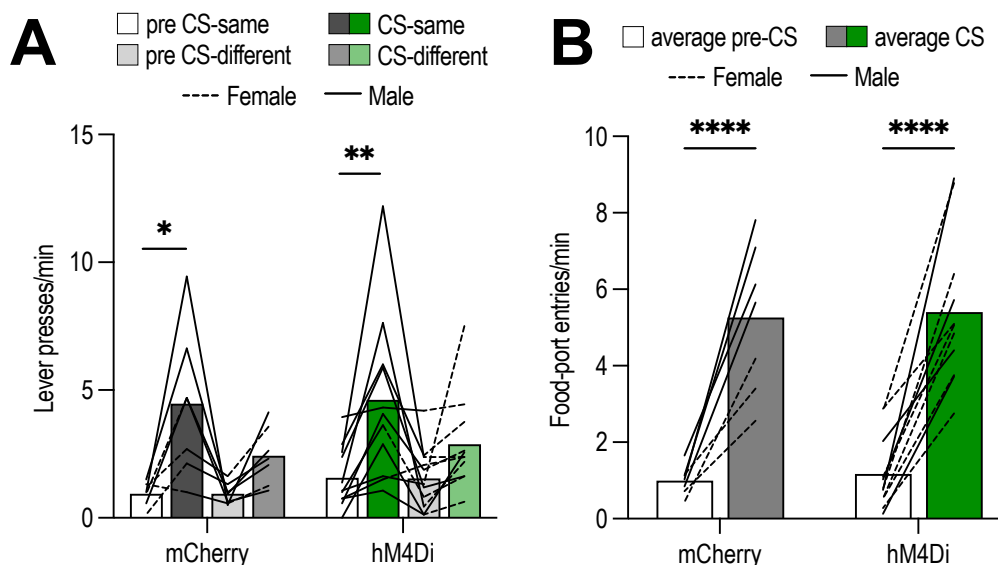 A
pre CS-same
CS-same
pre CS-different
CS-different
Female
Male
**
*
Lever presses/min
15
10
5
0
mCherry
hM4Di
B
average pre-CS
average CS
Female
Male
****
****
Food-port entries/min
10
8
6
4
2
0
mCherry
hM4Di